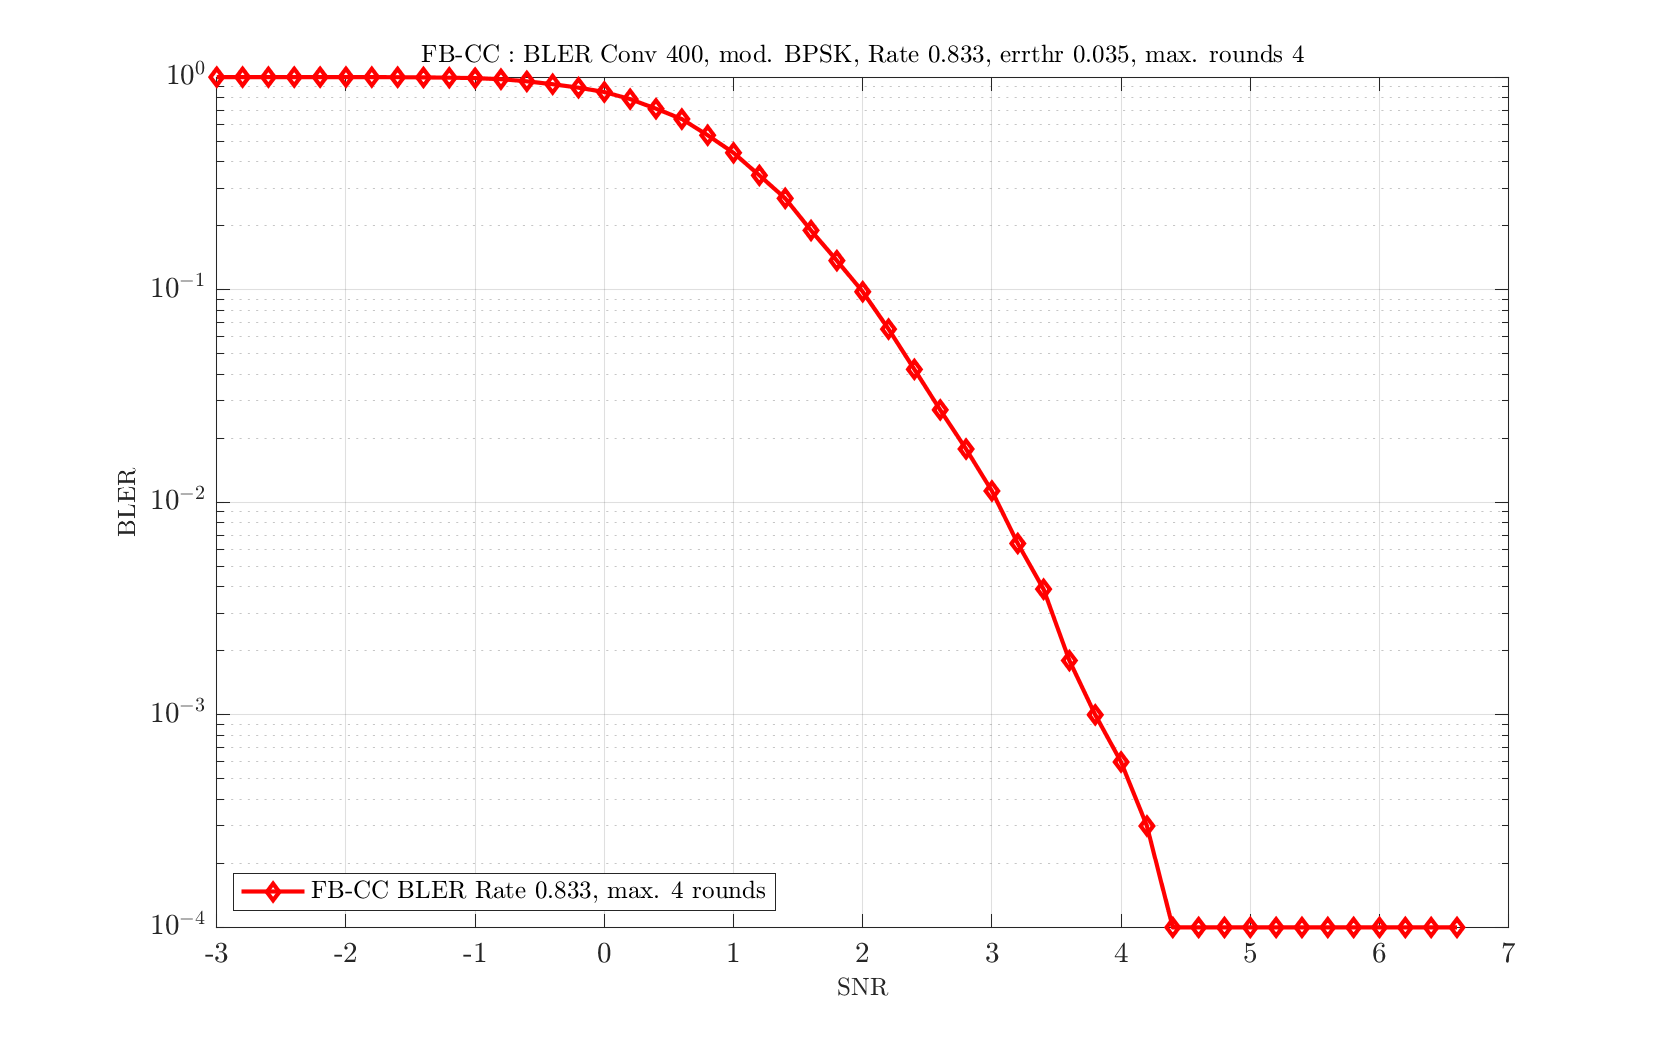 FB-CC : BLER Conv 400, mod. BPSK, Rate 0.833, errthr 0.035, max. rounds 4
10^0
10^−1
10^−2
10^−3
10^−4
BLER
FB-CC BLER Rate 0.833, max. 4 rounds
-3 -2 -1 0 1 2 3 4 5 6 7
SNR